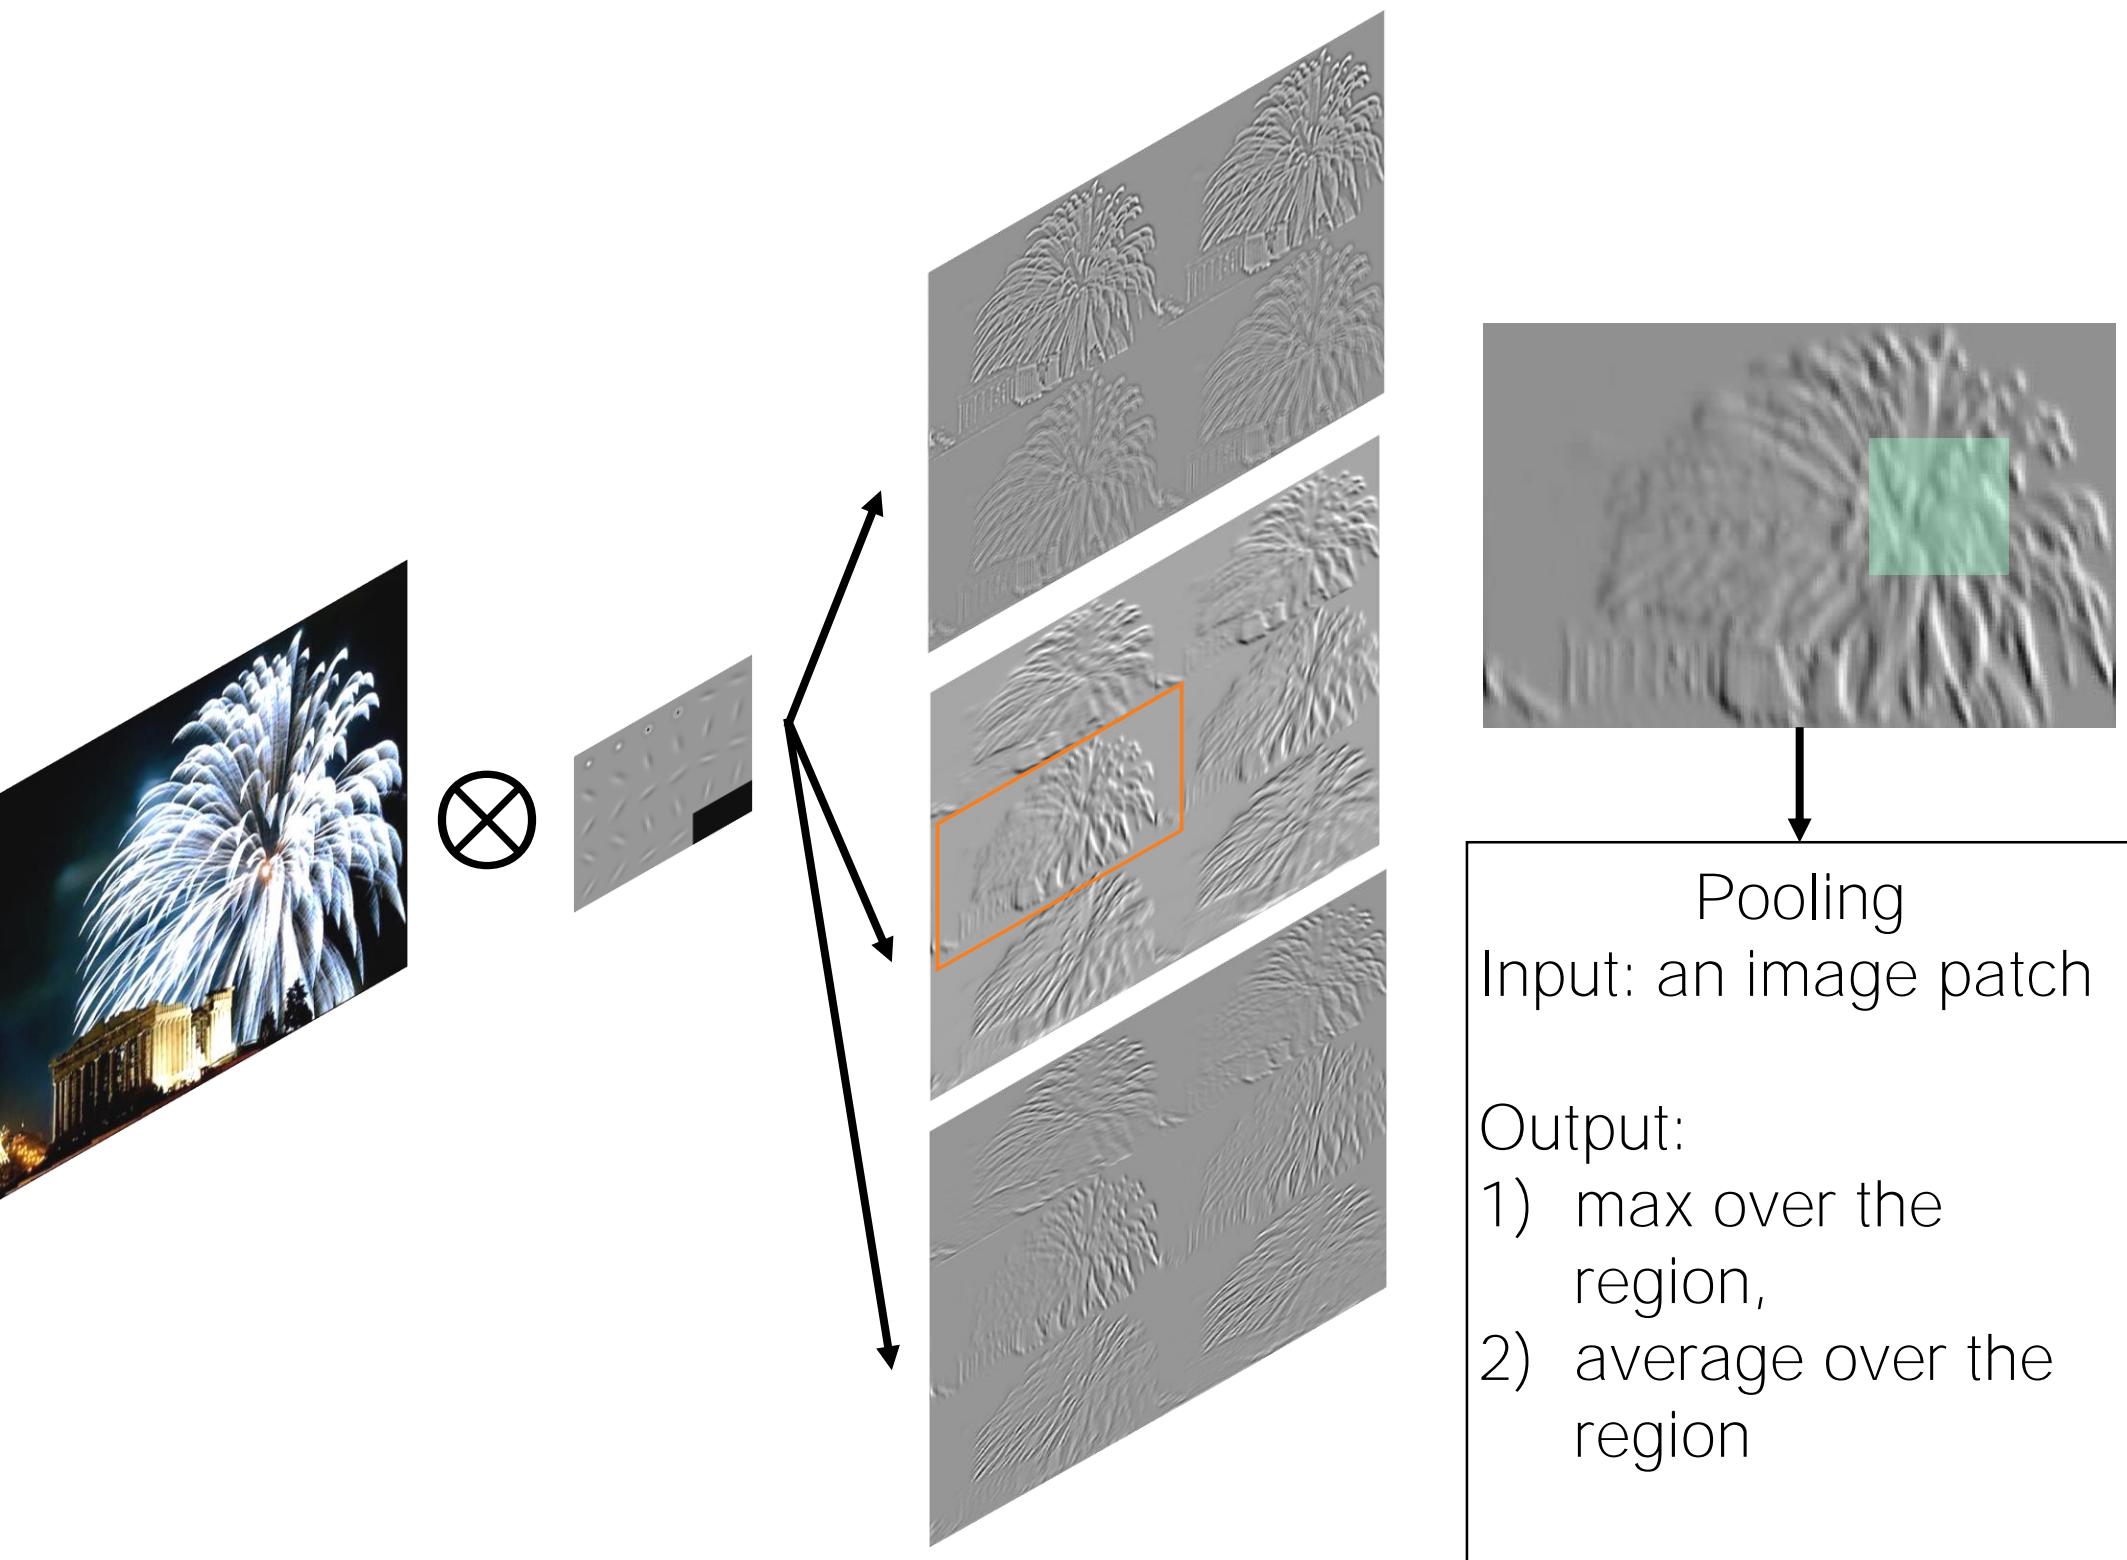 Pooling
Input: an image patch
Output:
1) max over the
region,
2) average over the
region